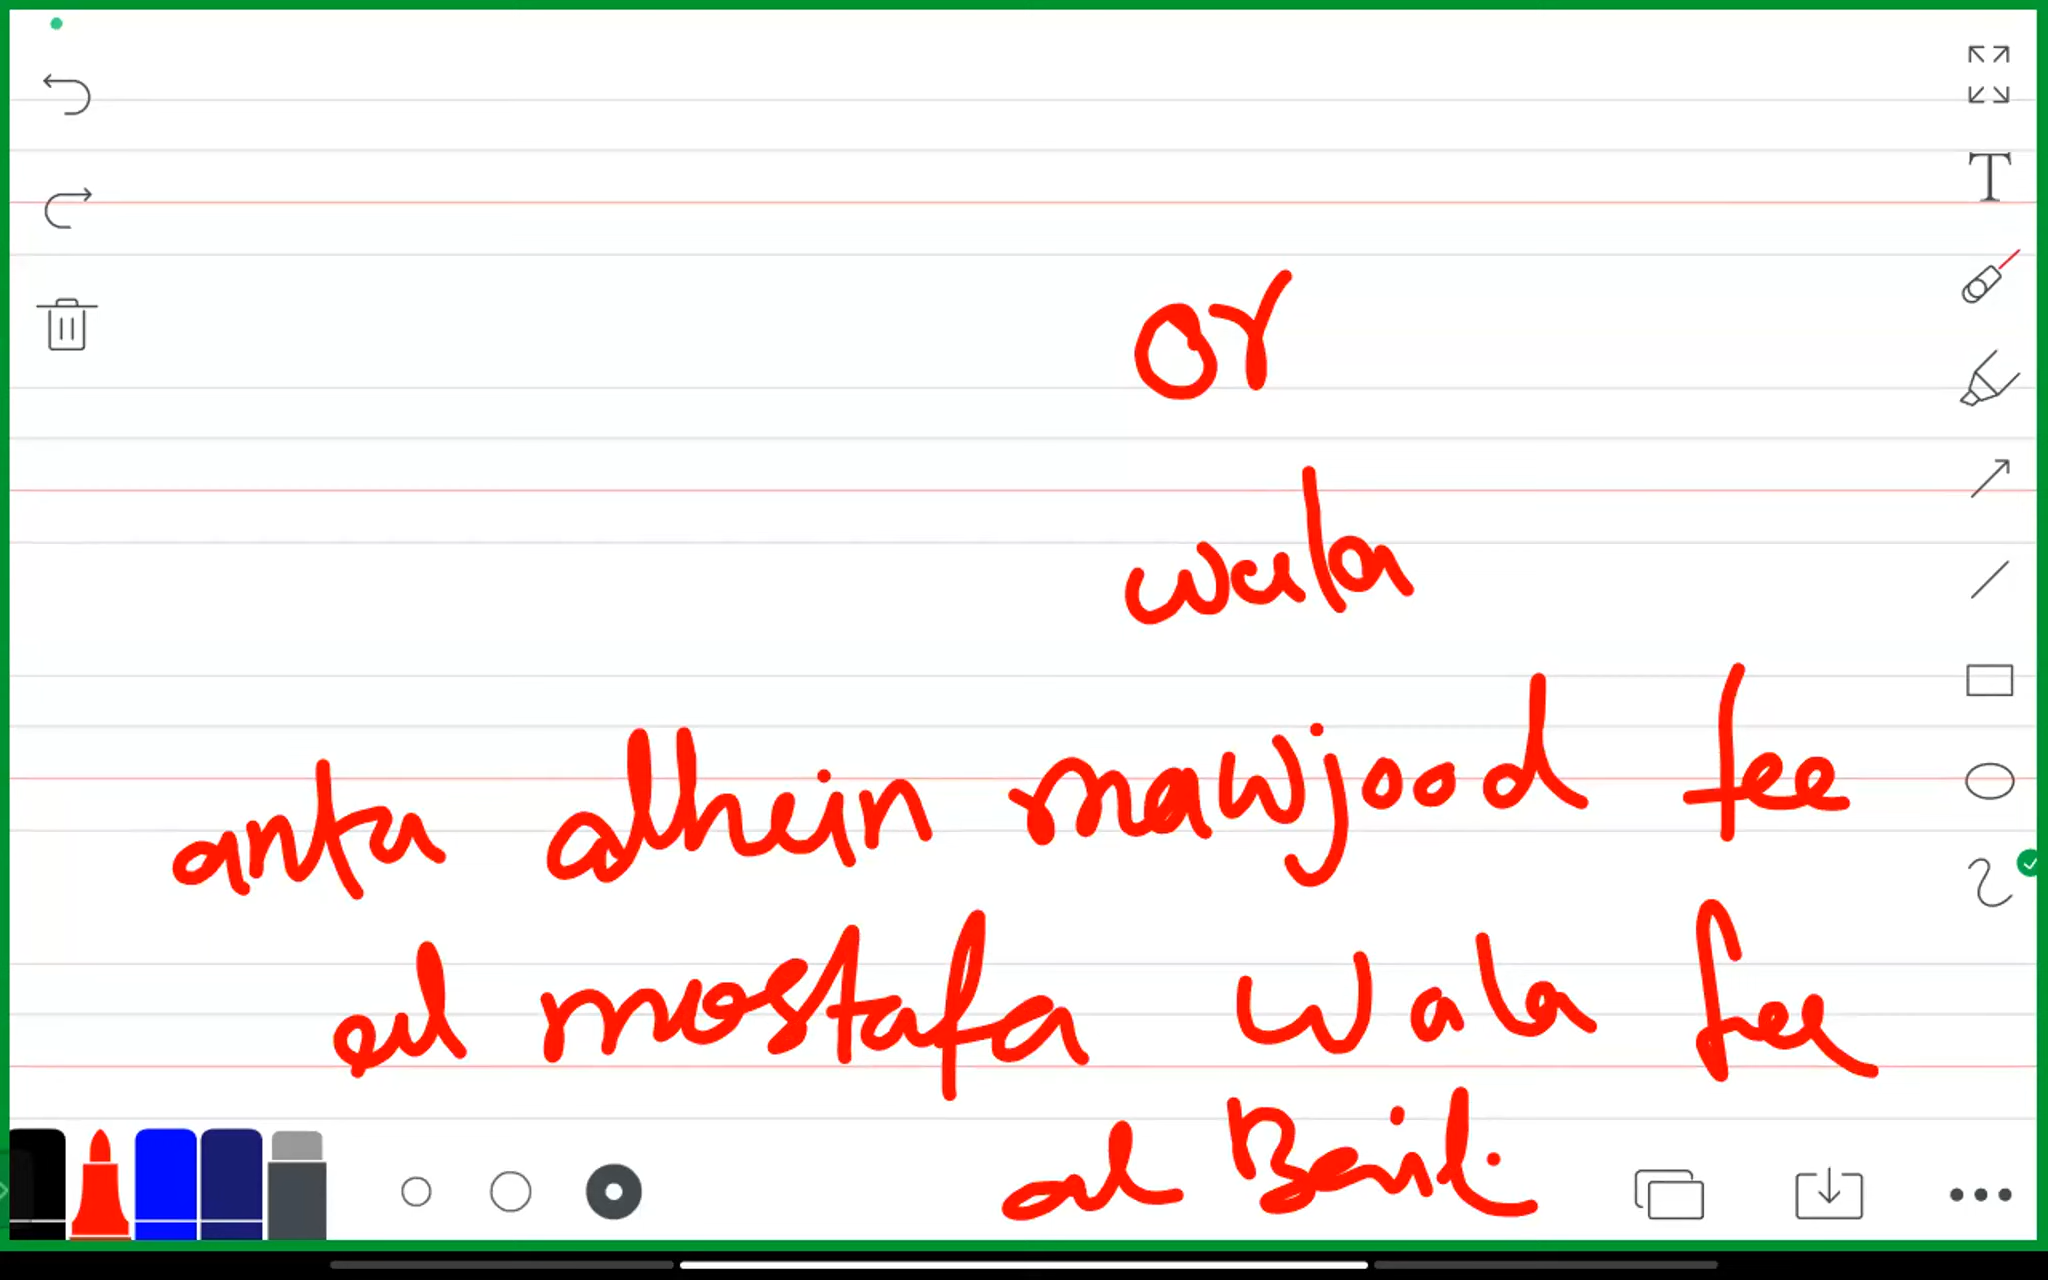 or
wala
anta alhein mawjood fee
al mostafa wala fee
al Beit.